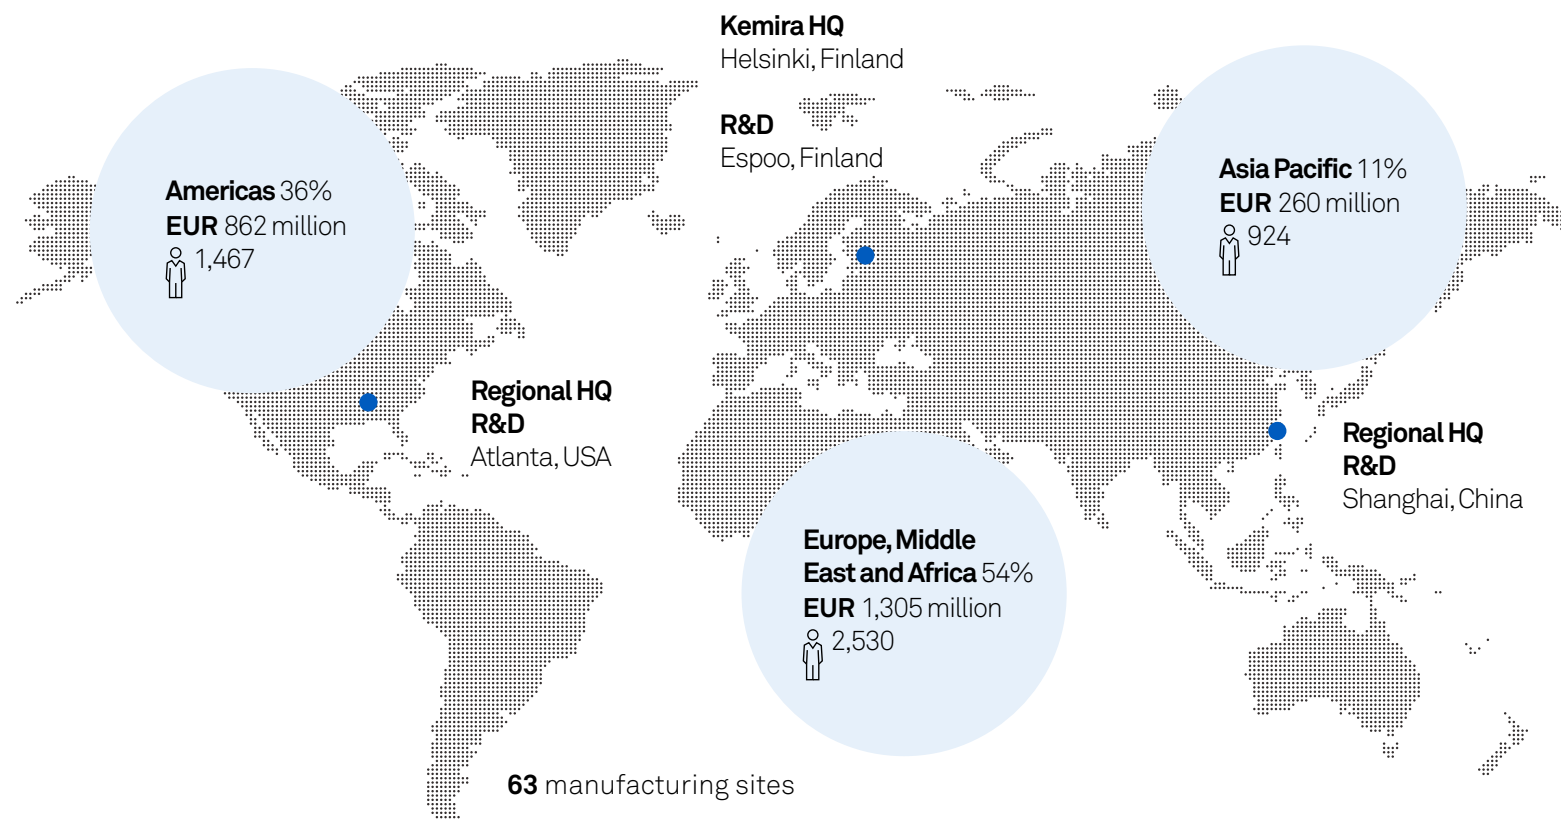 Kemira HQ
Helsinki, Finland
R&D
Espoo, Finland
Americas 36%
EUR 862 million
1,467
Asia Pacific 11%
EUR 260 million
924
Regional HQ
R&D
Atlanta, USA
Regional HQ
R&D
Shanghai, China
Europe, Middle
East and Africa 54%
EUR 1,305 million
2,530
63 manufacturing sites